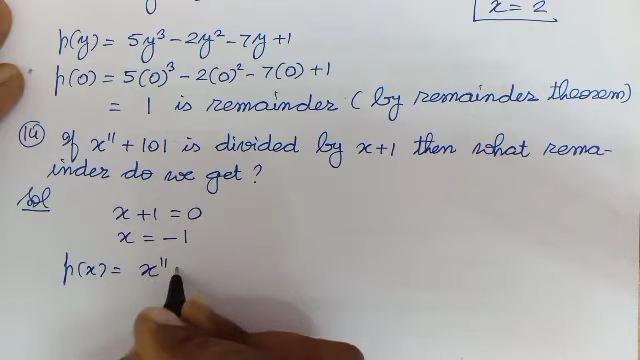 x = 2
p(y) = 5y³ - 2y² - 7y + 1
p(0) = 5(0)³ - 2(0)² - 7(0) + 1
= 1 is remainder (by remainder theorem)
(14) If x¹¹ + 101 is divided by x+1 then what rema-
inder do we get?
Sol
x + 1 = 0
x = -1
p(x) = x¹¹